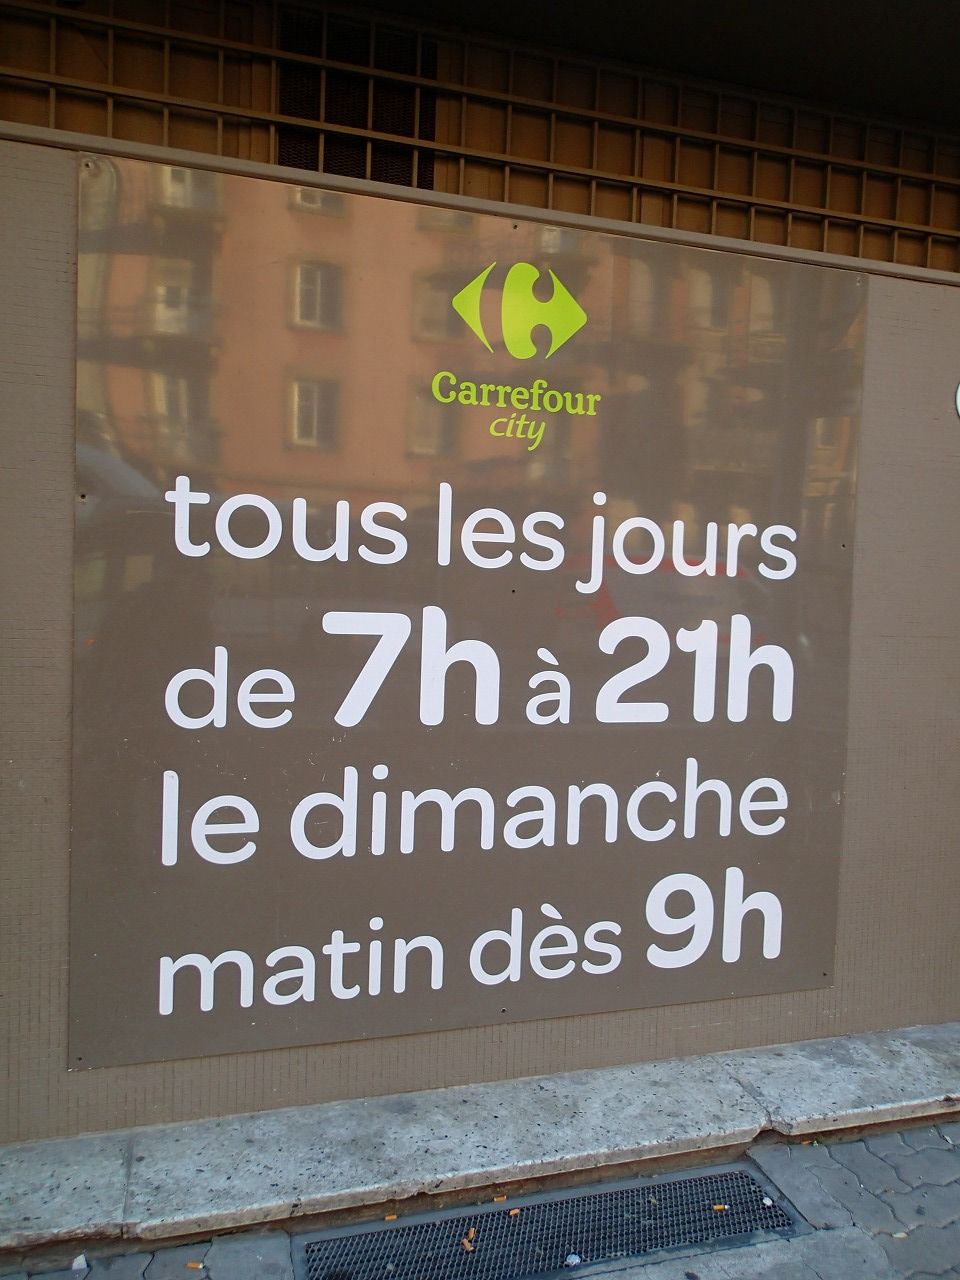 Carrefour
city
tous les jours
de 7h à 21h
le dimanche
matin dès 9h